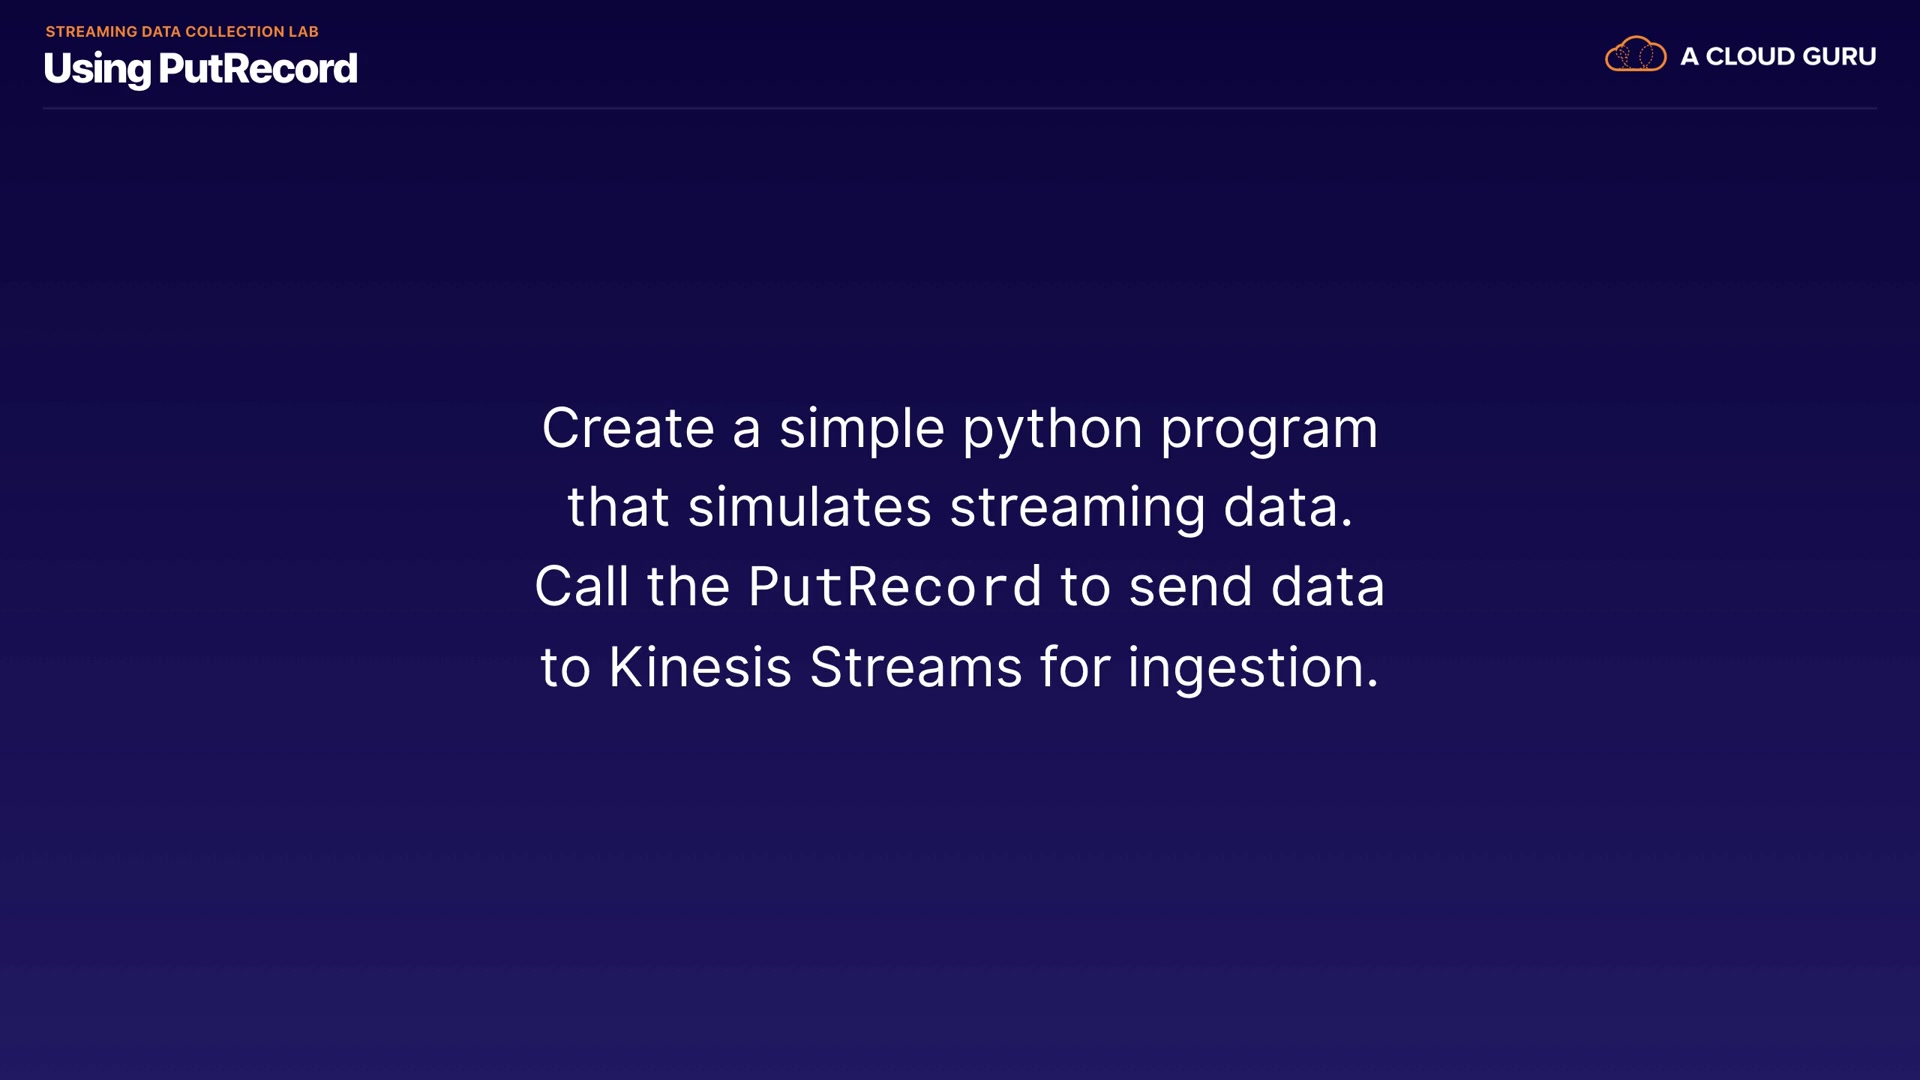 STREAMING DATA COLLECTION LAB
Using PutRecord
A CLOUD GURU
Create a simple python program
that simulates streaming data.
Call the PutRecord to send data
to Kinesis Streams for ingestion.